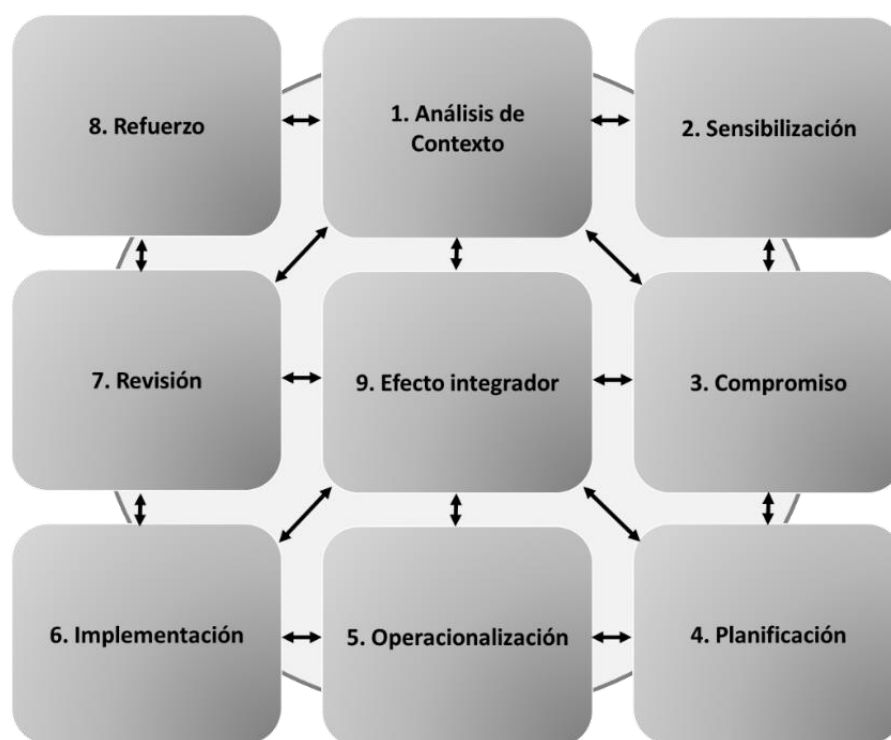 8. Refuerzo
1. Análisis de
Contexto
2. Sensibilización
7. Revisión
9. Efecto integrador
3. Compromiso
6. Implementación
5. Operacionalización
4. Planificación